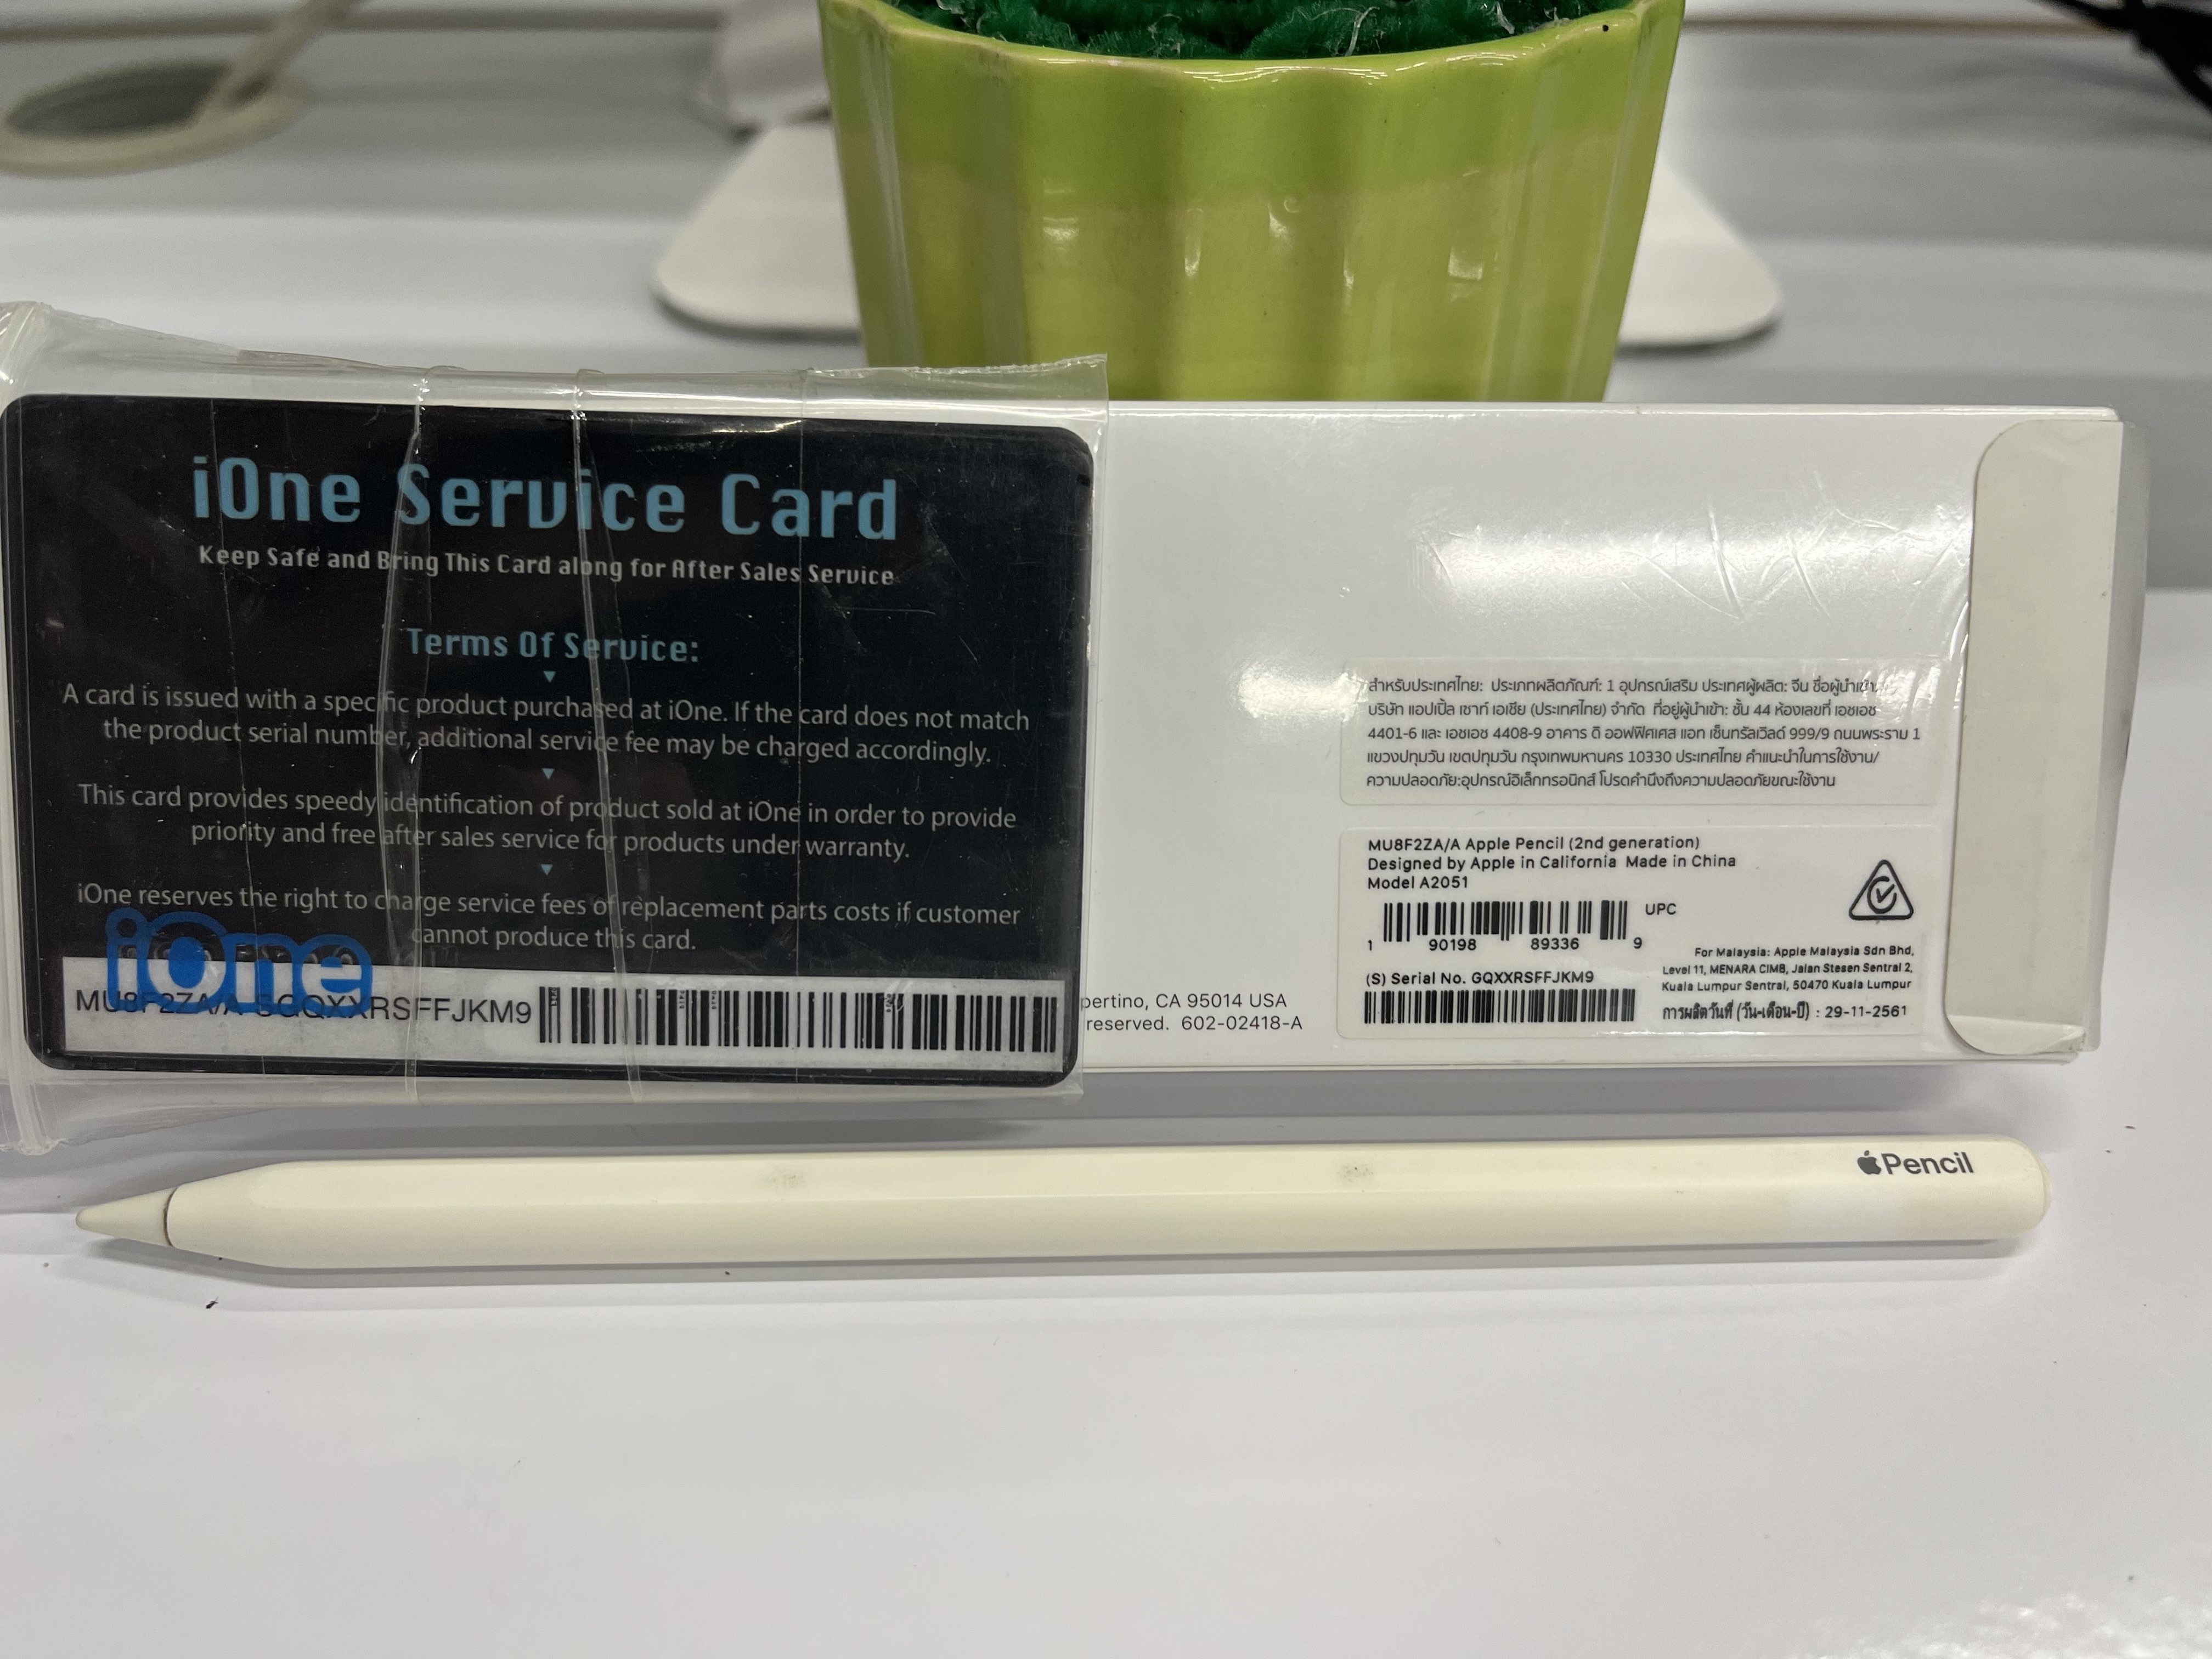 iOne Service Card
Keep Safe and Bring This Card along for After Sales Service
Terms Of Service:
A card is issued with a specific product purchased at iOne. If the card does not match
the product serial number, additional service fee may be charged accordingly.
This card provides speedy identification of product sold at iOne in order to provide
priority and free after sales service for products under warranty.
iOne reserves the right to charge service fees of replacement parts costs if customer
cannot produce this card.
iOne
MU8F2ZA/A SGQXXRSFFJKM9
pertino, CA 95014 USA
reserved. 602-02418-A
สำหรับประเทศไทย: ประเภทผลิตภัณฑ์: 1 อุปกรณ์เสริม ประเทศผู้ผลิต: จีน ชื่อผู้นำเข้า:
บริษัท แอปเปิ้ล เซาท์ เอเชีย (ประเทศไทย) จำกัด ที่อยู่ผู้นำเข้า: ชั้น 44 ห้องเลขที่ เอชเอช
4401-6 และ เอชเอช 4408-9 อาคาร ดิ ออฟฟิศเศส แอท เซ็นทรัลเวิลด์ 999/9 ถนนพระราม 1
แขวงปทุมวัน เขตปทุมวัน กรุงเทพมหานคร 10330 ประเทศไทย คำแนะนำในการใช้งาน/
ความปลอดภัย:อุปกรณ์อิเล็กทรอนิกส์ โปรดคำนึงถึงความปลอดภัยขณะใช้งาน
MU8F2ZA/A Apple Pencil (2nd generation)
Designed by Apple in California Made in China
Model A2051
UPC
1 90198 89336 9
(S) Serial No. GQXXRSFFJKM9
For Malaysia: Apple Malaysia Sdn Bhd,
Level 11, MENARA CIMB, Jalan Stesen Sentral 2,
Kuala Lumpur Sentral, 50470 Kuala Lumpur
การผลิตวันที่ (วัน-เดือน-ปี) : 29-11-2561
Pencil